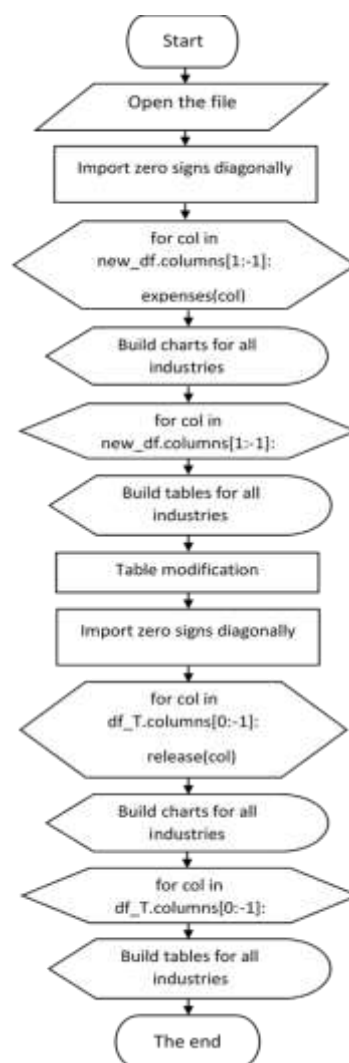 Start
Open the file
Import zero signs diagonally
for col in
new_df.columns[1:-1]:
expenses(col)
Build charts for all
industries
for col in
new_df.columns[1:-1]:
Build tables for all
industries
Table modification
Import zero signs diagonally
for col in
df_T.columns[0:-1]:
release(col)
Build charts for all
industries
for col in
df_T.columns[0:-1]:
Build tables for all
industries
The end